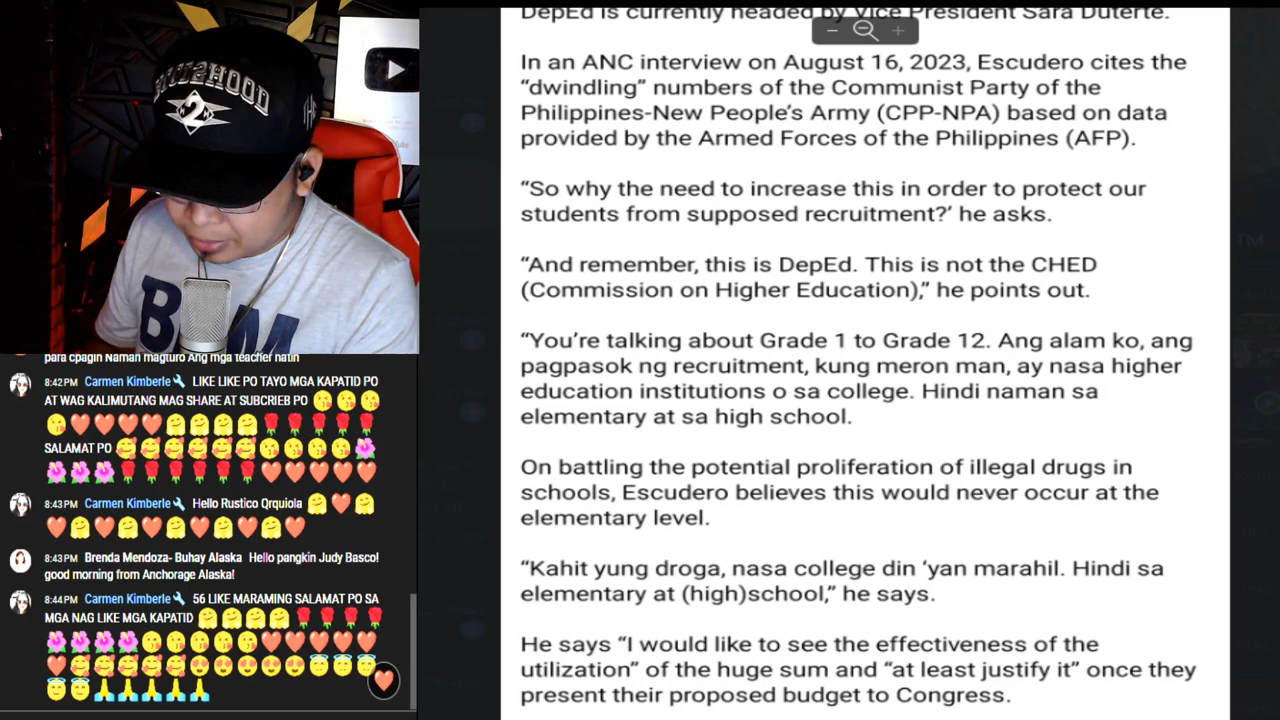 DepEd is currently headed by Vice President Sara Duterte.
In an ANC interview on August 16, 2023, Escudero cites the
“dwindling” numbers of the Communist Party of the
Philippines-New People’s Army (CPP-NPA) based on data
provided by the Armed Forces of the Philippines (AFP).
“So why the need to increase this in order to protect our
students from supposed recruitment?’ he asks.
“And remember, this is DepEd. This is not the CHED
(Commission on Higher Education),” he points out.
“You’re talking about Grade 1 to Grade 12. Ang alam ko, ang
pagpasok ng recruitment, kung meron man, ay nasa higher
education institutions o sa college. Hindi naman sa
elementary at sa high school.
On battling the potential proliferation of illegal drugs in
schools, Escudero believes this would never occur at the
elementary level.
“Kahit yung droga, nasa college din ‘yan marahil. Hindi sa
elementary at (high)school,” he says.
He says “I would like to see the effectiveness of the
utilization” of the huge sum and “at least justify it” once they
present their proposed budget to Congress.
para cpagin Naman magturo Ang mga teacher natin
8:42 PM Carmen Kimberle LIKE LIKE PO TAYO MGA KAPATID PO
AT WAG KALIMUTANG MAG SHARE AT SUBCRIEB PO
SALAMAT PO
8:43 PM Carmen Kimberle Hello Rustico Qrquiola
8:43 PM Brenda Mendoza- Buhay Alaska Hello pangkin Judy Basco!
good morning from Anchorage Alaska!
8:44 PM Carmen Kimberle 56 LIKE MARAMING SALAMAT PO SA
MGA NAG LIKE MGA KAPATID